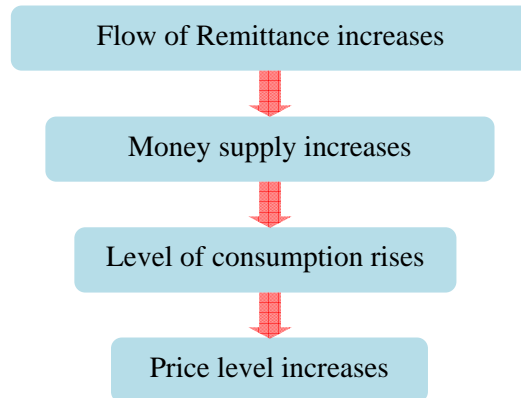 Flow of Remittance increases
Money supply increases
Level of consumption rises
Price level increases